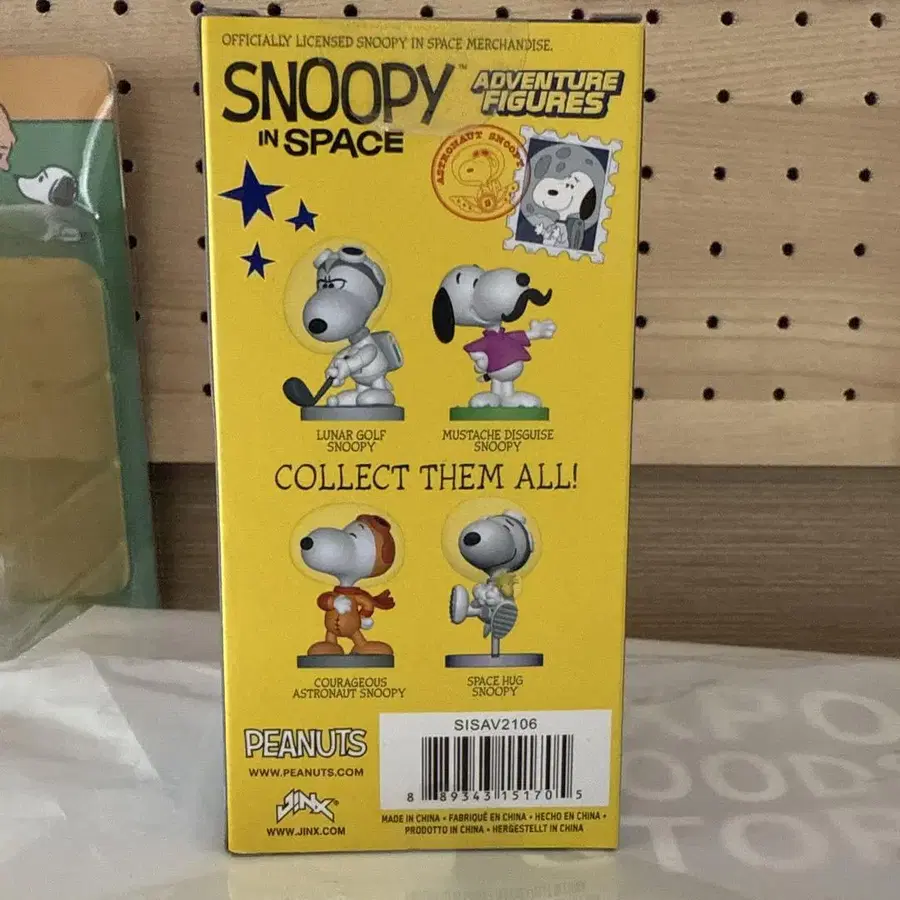 OFFICIALLY LICENSED SNOOPY IN SPACE MERCHANDISE.
SNOOPY™
IN SPACE
ADVENTURE
FIGURES
ASTRONAUT SNOOPY
LUNAR GOLF
SNOOPY
MUSTACHE DISGUISE
SNOOPY
COLLECT THEM ALL!
COURAGEOUS
ASTRONAUT SNOOPY
SPACE HUG
SNOOPY
PEANUTS
WWW.PEANUTS.COM
JINX®
WWW.JINX.COM
SISAV2106
8 89343 15170 5
MADE IN CHINA • FABRIQUÉ EN CHINA • HECHO EN CHINA •
PRODOTTO IN CHINA • HERGESTELLT IN CHINA